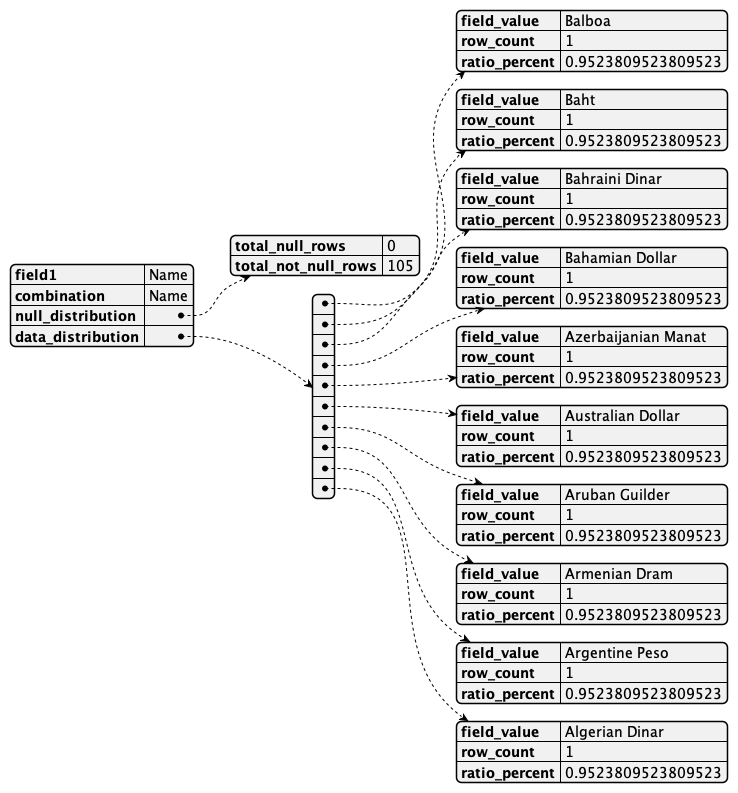 field1 Name
combination Name
null_distribution
data_distribution
total_null_rows 0
total_not_null_rows 105
field_value Balboa
row_count 1
ratio_percent 0.9523809523809523
field_value Baht
row_count 1
ratio_percent 0.9523809523809523
field_value Bahraini Dinar
row_count 1
ratio_percent 0.9523809523809523
field_value Bahamian Dollar
row_count 1
ratio_percent 0.9523809523809523
field_value Azerbaijanian Manat
row_count 1
ratio_percent 0.9523809523809523
field_value Australian Dollar
row_count 1
ratio_percent 0.9523809523809523
field_value Aruban Guilder
row_count 1
ratio_percent 0.9523809523809523
field_value Armenian Dram
row_count 1
ratio_percent 0.9523809523809523
field_value Argentine Peso
row_count 1
ratio_percent 0.9523809523809523
field_value Algerian Dinar
row_count 1
ratio_percent 0.9523809523809523